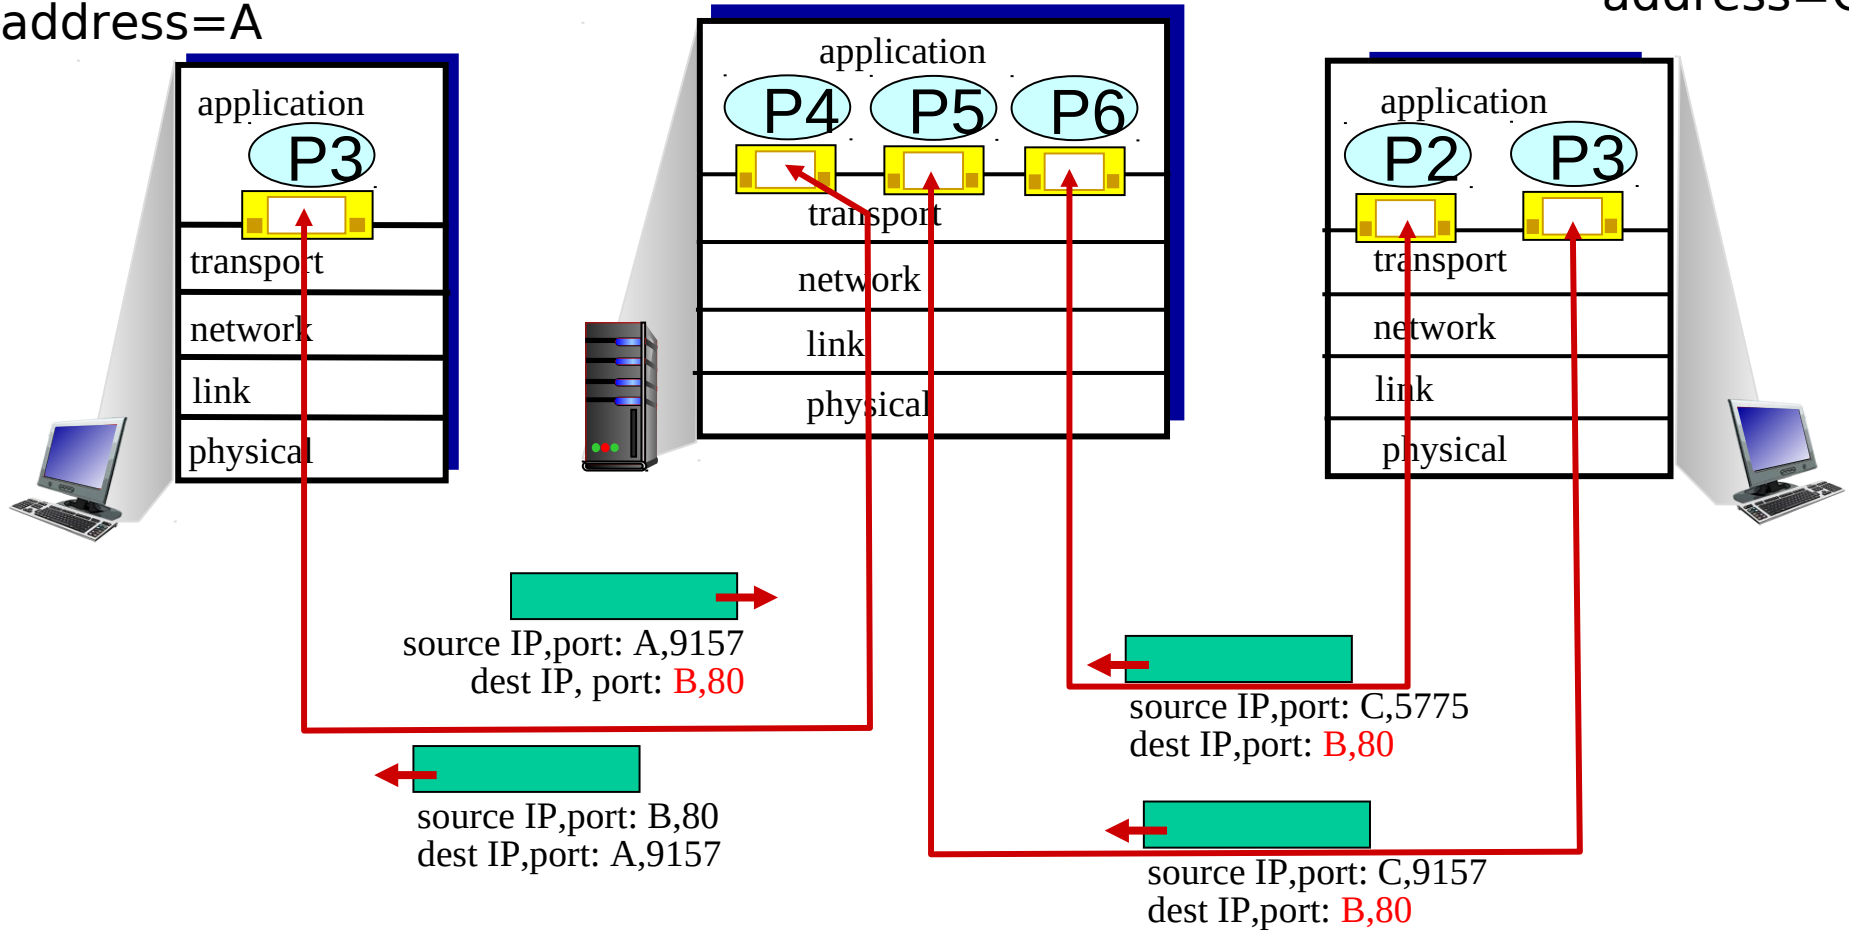 address=A
application
P3
transport
network
link
physical
application
P4 P5 P6
transport
network
link
physical
application
P2 P3
transport
network
link
physical
source IP,port: A,9157
dest IP, port: B,80
source IP,port: B,80
dest IP,port: A,9157
source IP,port: C,5775
dest IP,port: B,80
source IP,port: C,9157
dest IP,port: B,80